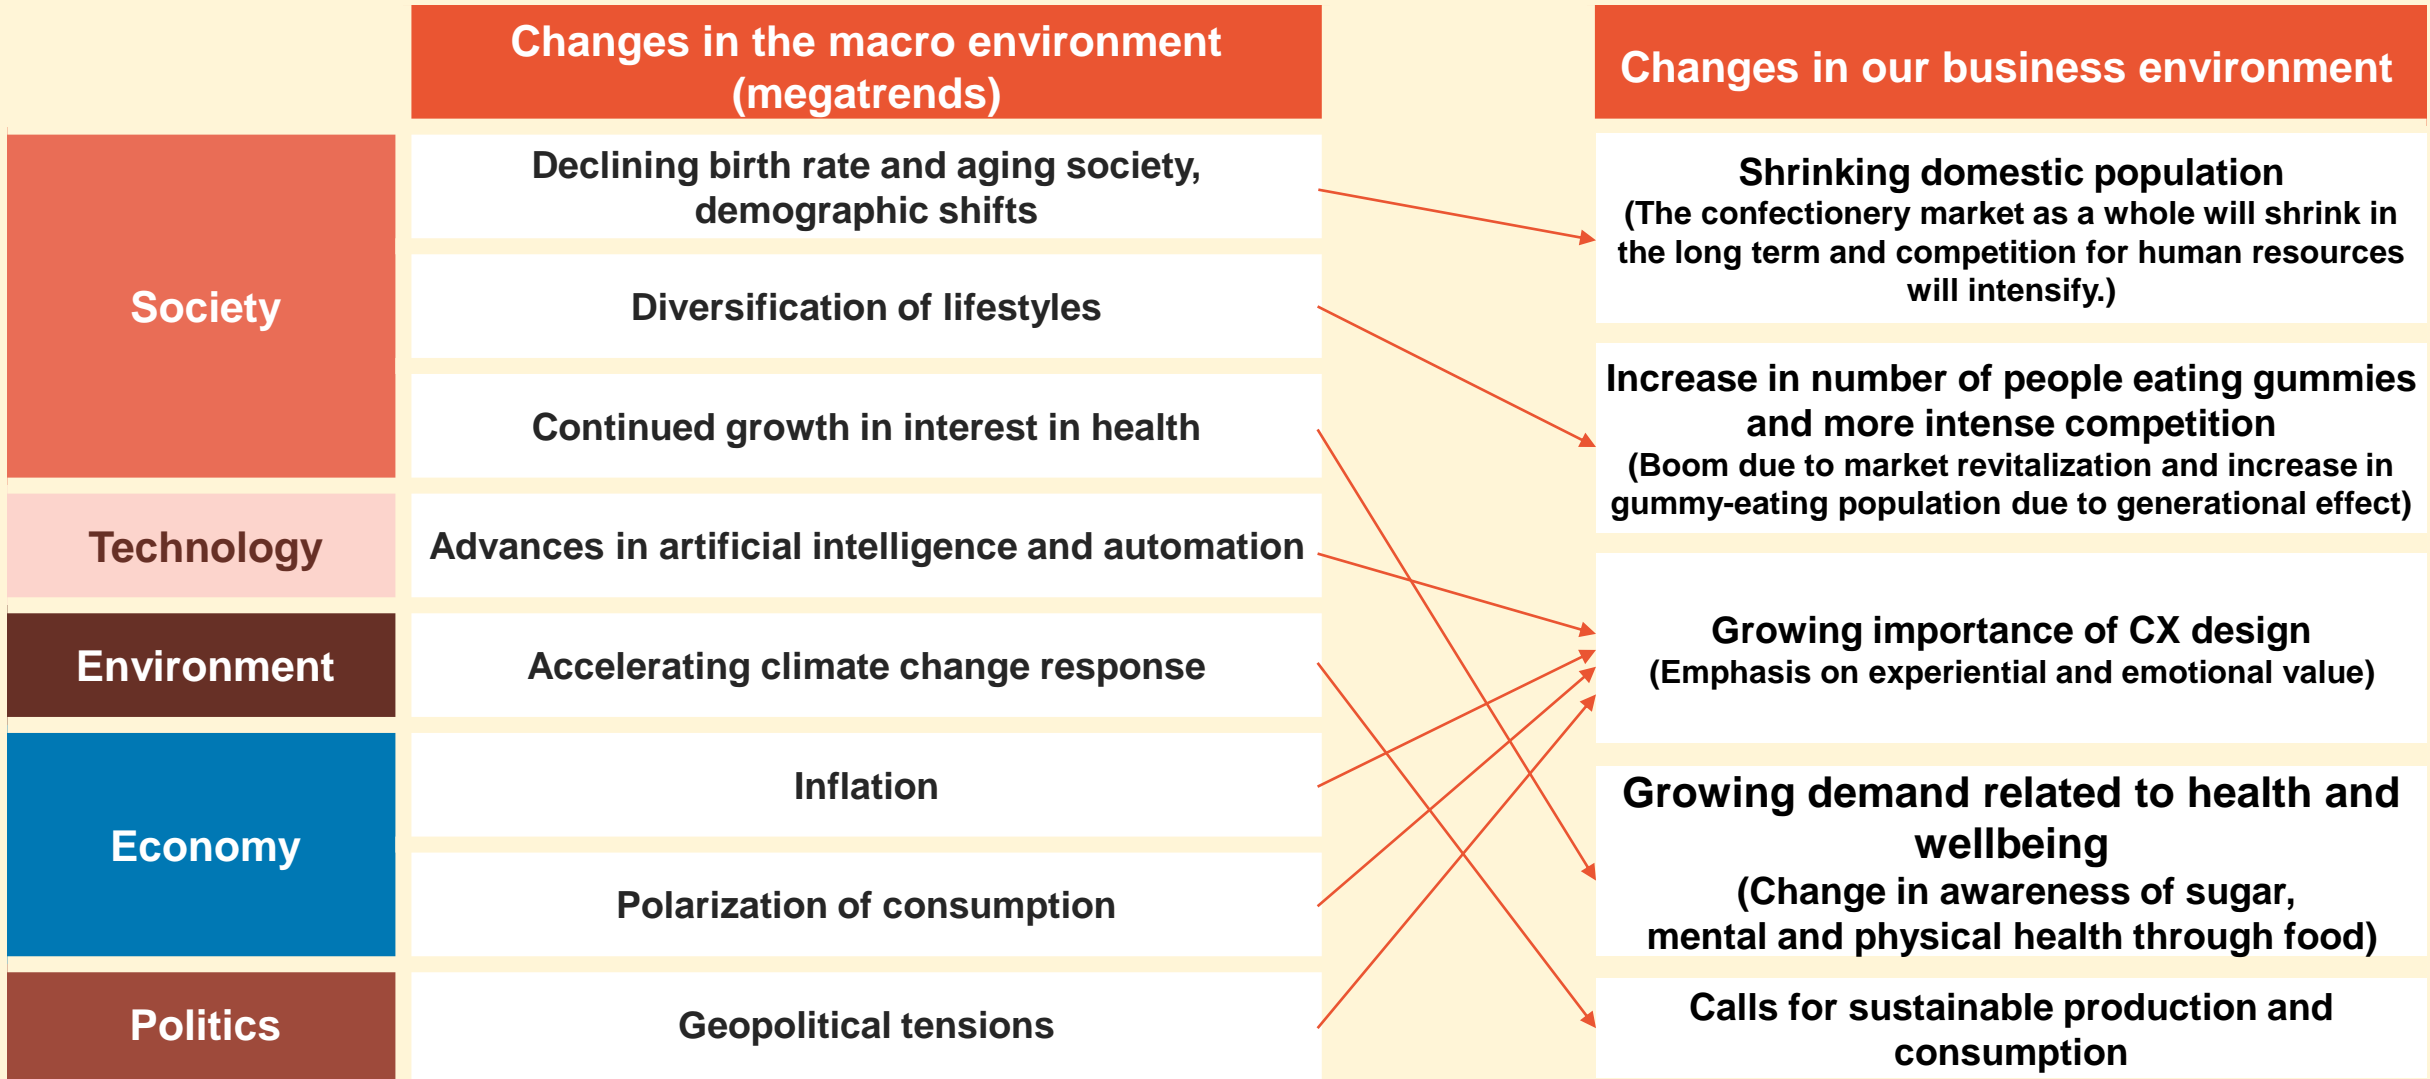 Changes in the macro environment
(megatrends)
Changes in our business environment
Society
Declining birth rate and aging society,
demographic shifts
Diversification of lifestyles
Continued growth in interest in health
Technology
Advances in artificial intelligence and automation
Environment
Accelerating climate change response
Economy
Inflation
Polarization of consumption
Politics
Geopolitical tensions
Shrinking domestic population
(The confectionery market as a whole will shrink in
the long term and competition for human resources
will intensify.)
Increase in number of people eating gummies
and more intense competition
(Boom due to market revitalization and increase in
gummy-eating population due to generational effect)
Growing importance of CX design
(Emphasis on experiential and emotional value)
Growing demand related to health and
wellbeing
(Change in awareness of sugar,
mental and physical health through food)
Calls for sustainable production and
consumption